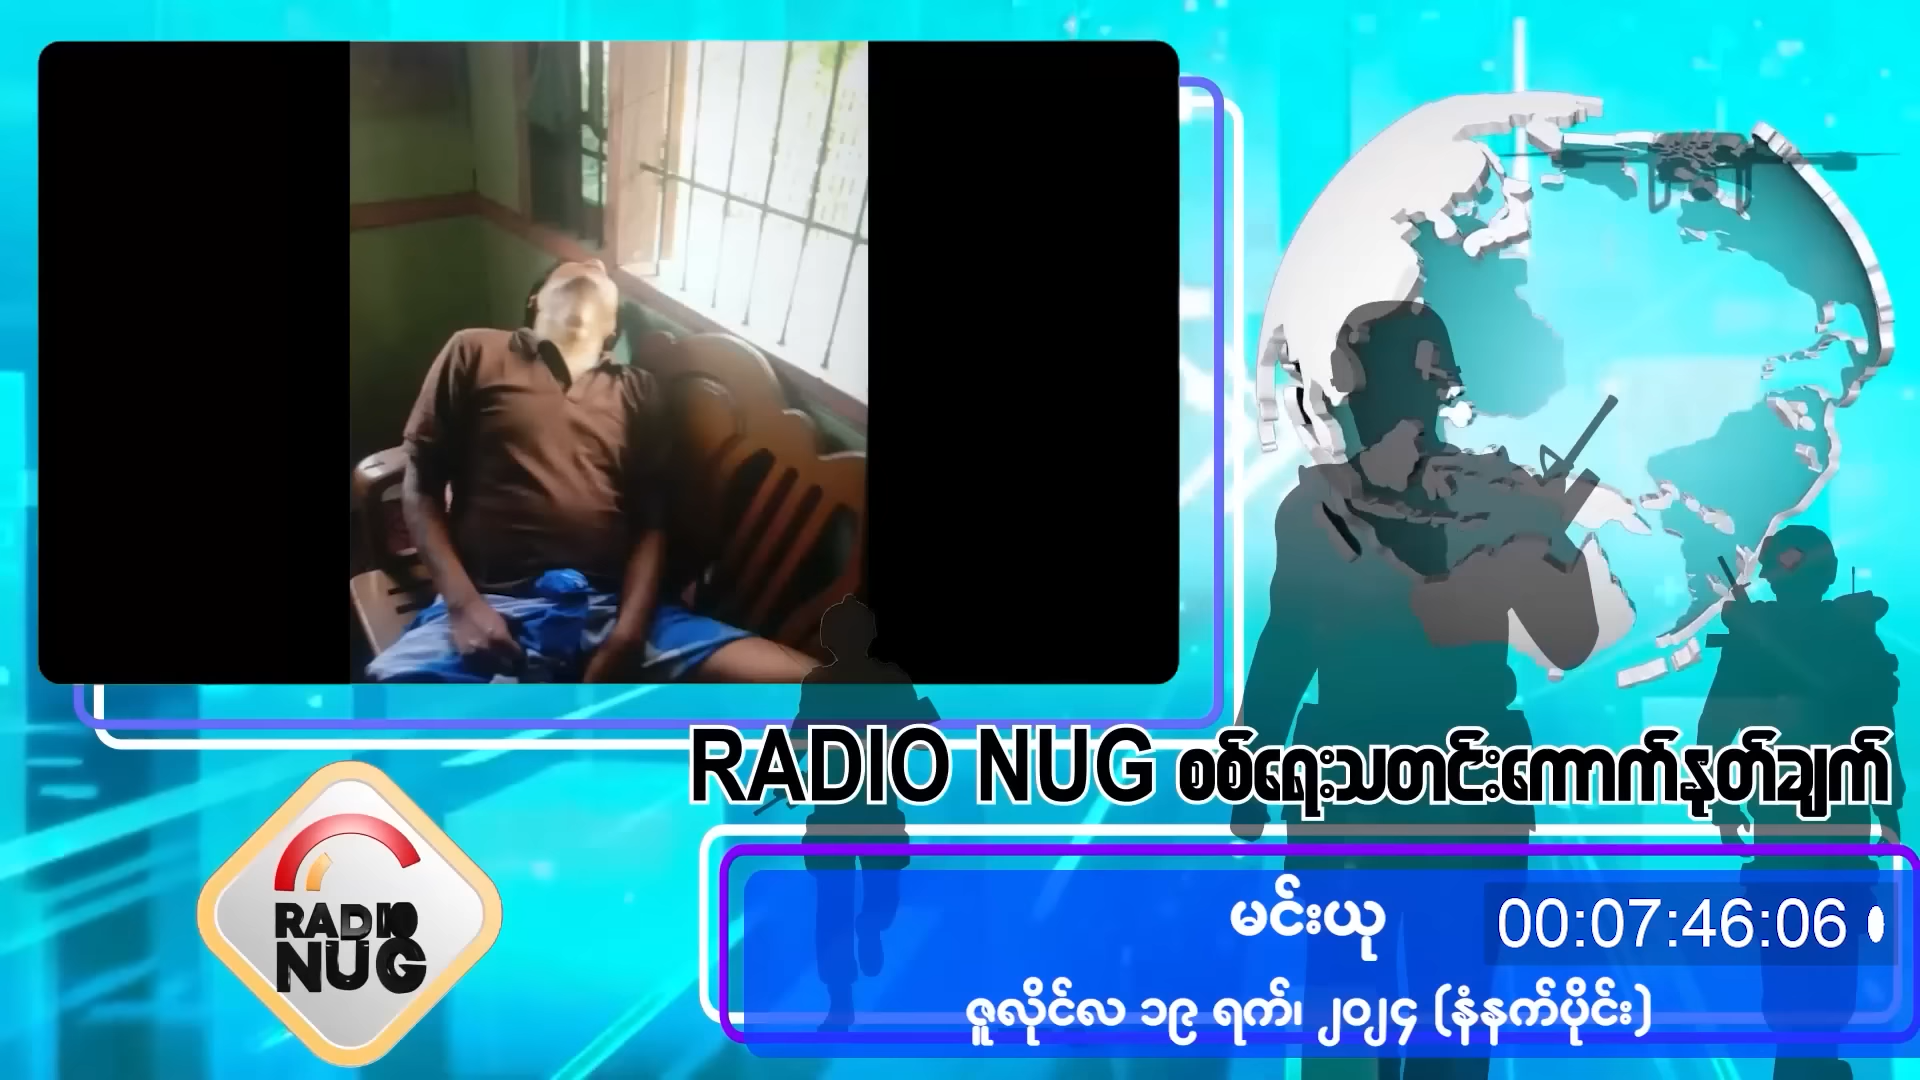 RADIO NUG စစ်ရေးသတင်းကောက်နုတ်ချက်
RADIO
NUG
မင်းယု
00:07:46:06
ဇူလိုင်လ ၁၉ ရက်၊ ၂၀၂၄ (နံနက်ပိုင်း)